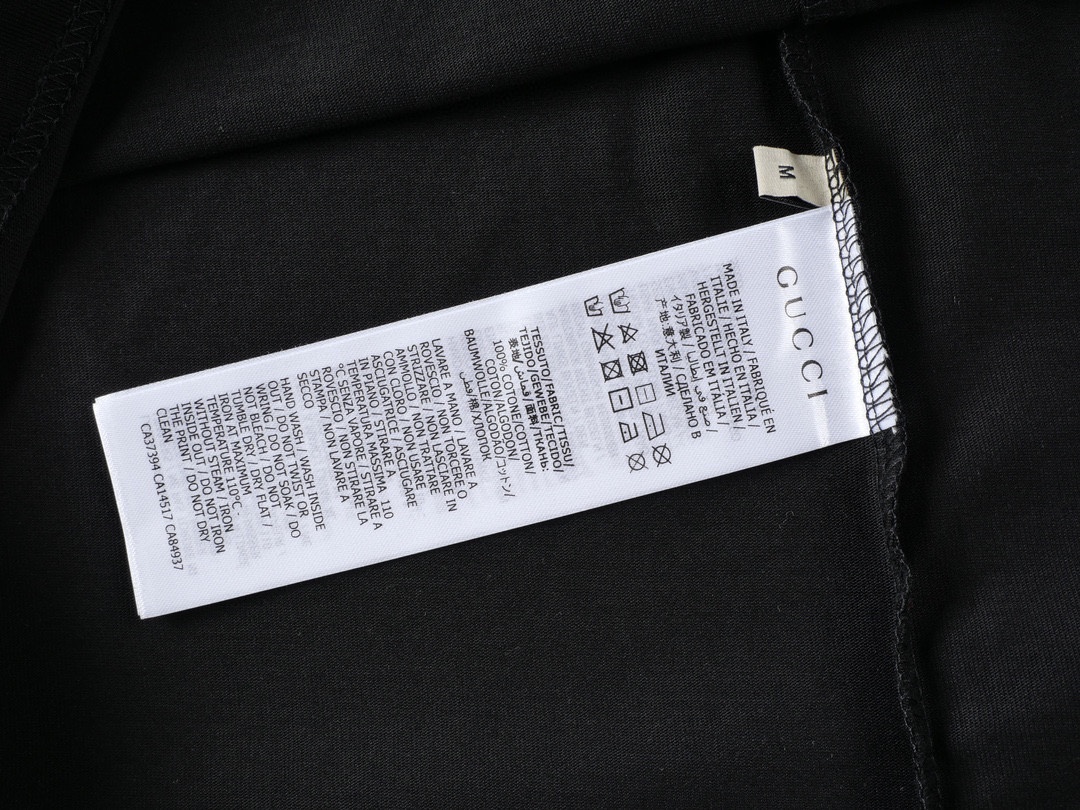 M
GUCCI
MADE IN ITALY / FABRIQUÉ EN
ITALIE / HECHO EN ITALIA /
HERGESTELLT IN ITALIEN
FABRICADO EM ITALIA /
イタリア製 / صنع في إيطاليا /
产地:意大利 / СДЕЛАНО В
ИТАЛИИ
TESSUTO/FABRIC/TISSU/
TEJIDO/GEWEBE/TECIDO/
表地/قماش/面料/ТКАНЬ:
100% COTONE/COTTON/
COTON/ALGODON/
BAUMWOLLE/ALGODÃO/コットン/
قطن/棉/ХЛОПОК.
LAVARE A MANO / LAVARE A
ROVESCIO / NON TORCERE O
STRIZZARE / NON LASCIARE IN
AMMOLLO / NON TRATTARE
CON CLORO / NON USARE
ASCIUGATRICE / ASCIUGARE
IN PIANO / STIRARE A
TEMPERATURA MASSIMA 110
°C SENZA VAPORE / STIRARE A
ROVESCIO / NON STIRARE LA
STAMPA / NON LAVARE A
SECCO
HAND WASH / WASH INSIDE
OUT / DO NOT TWIST OR
WRING / DO NOT SOAK / DO
NOT BLEACH / DO NOT
TUMBLE DRY / DRY FLAT /
IRON AT MAXIMUM
TEMPERATURE 110°C-
WITHOUT STEAM / IRON
INSIDE OUT / DO NOT IRON
THE PRINT / DO NOT DRY
CLEAN
CA37394 CA14517 CA84937